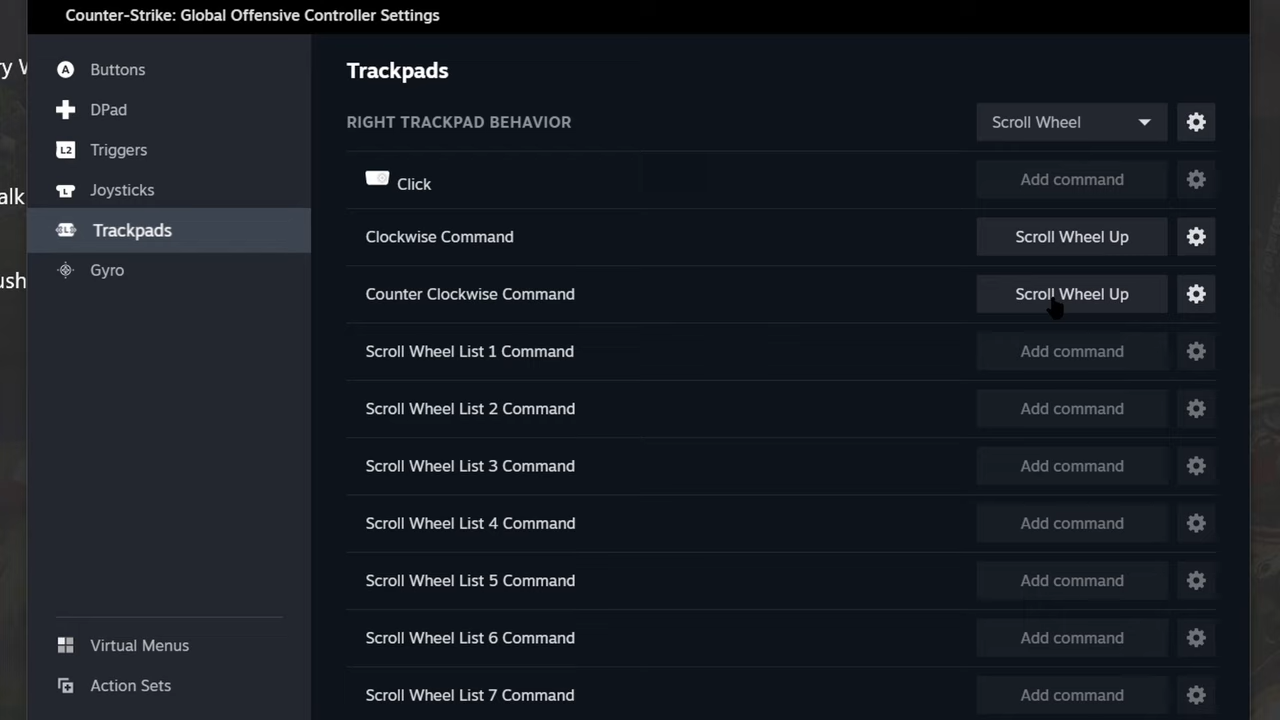 Counter-Strike: Global Offensive Controller Settings
Buttons
DPad
Triggers
Joysticks
Trackpads
Gyro
Virtual Menus
Action Sets
Trackpads
RIGHT TRACKPAD BEHAVIOR Scroll Wheel
Click Add command
Clockwise Command Scroll Wheel Up
Counter Clockwise Command Scroll Wheel Up
Scroll Wheel List 1 Command Add command
Scroll Wheel List 2 Command Add command
Scroll Wheel List 3 Command Add command
Scroll Wheel List 4 Command Add command
Scroll Wheel List 5 Command Add command
Scroll Wheel List 6 Command Add command
Scroll Wheel List 7 Command Add command